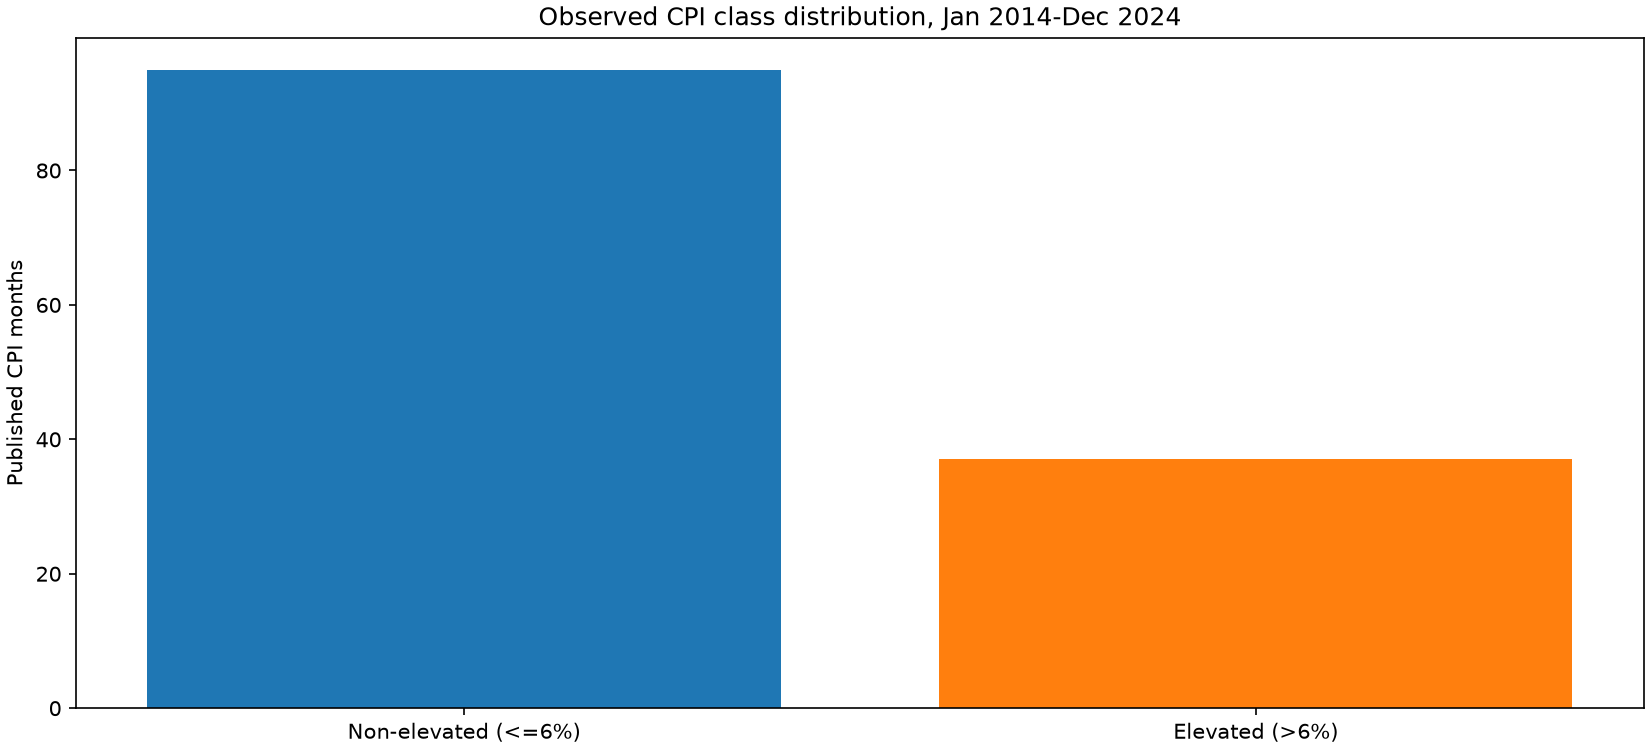 Observed CPI class distribution, Jan 2014-Dec 2024
Published CPI months
80
60
40
20
0
Non-elevated (<=6%)
Elevated (>6%)